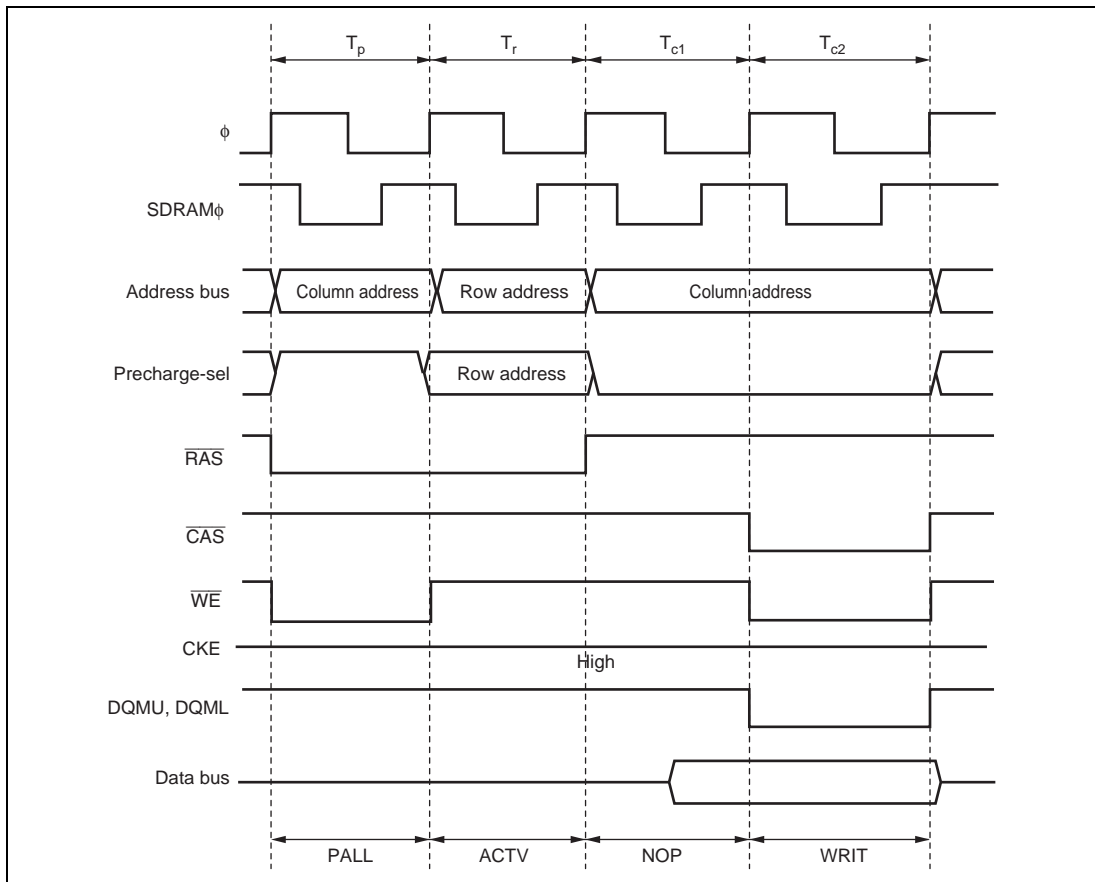 Tp Tr Tc1 Tc2
ϕ
SDRAMϕ
Address bus Column address Row address Column address
Precharge-sel Row address
RAS
CAS
WE
CKE High
DQMU, DQML
Data bus
PALL ACTV NOP WRIT